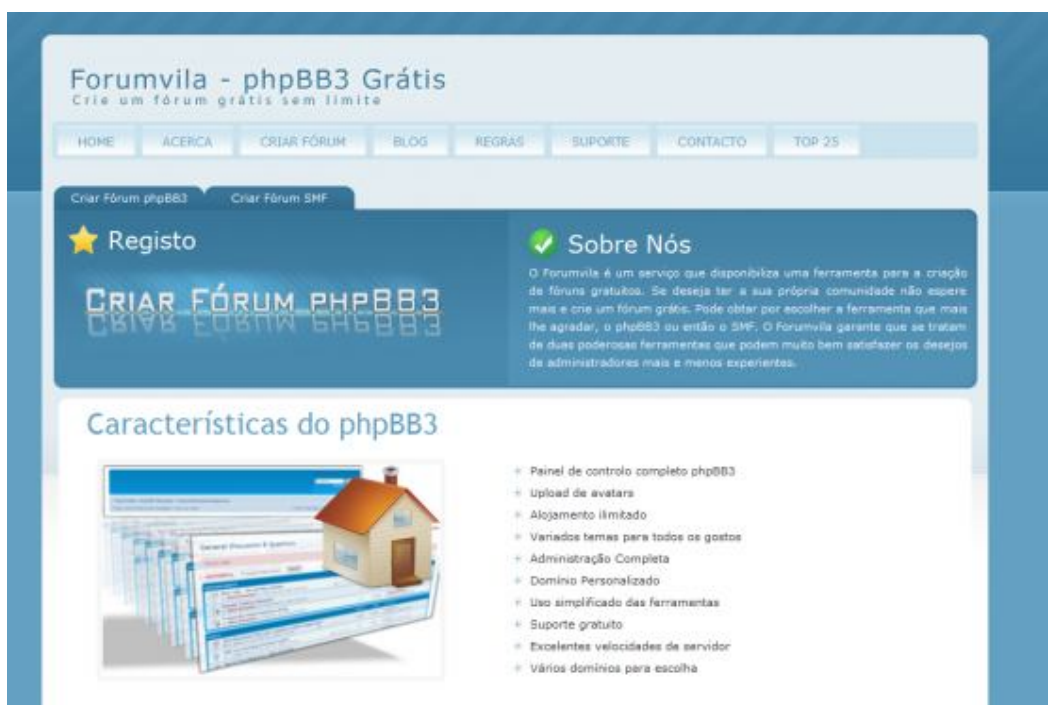 Forumvila - phpBB3 Grátis
Crie um fórum grátis sem limite
HOME ACERCA CRIAR FÓRUM BLOG REGRAS SUPORTE CONTACTO TOP 25
Criar Fórum phpBB3 Criar Fórum SMF
Registo
CRIAR FÓRUM PHPBB3
Sobre Nós
O Forumvila é um serviço que disponibiliza uma ferramenta para a criação
de fóruns gratuitos. Se deseja ter a sua própria comunidade não espere
mais e crie um fórum grátis. Pode obtar por escolher a ferramenta que mais
lhe agradar, o phpBB3 ou então o SMF. O Forumvila garante que se tratam
de duas poderosas ferramentas que podem muito bem satisfazer os desejos
de administradores mais e menos experientes.
Características do phpBB3
Painel de controlo completo phpBB3
Upload de avatars
Alojamento ilimitado
Variados temas para todos os gostos
Administração Completa
Dominio Personalizado
Uso simplificado das ferramentas
Suporte gratuito
Excelentes velocidades de servidor
Vários domínios para escolha